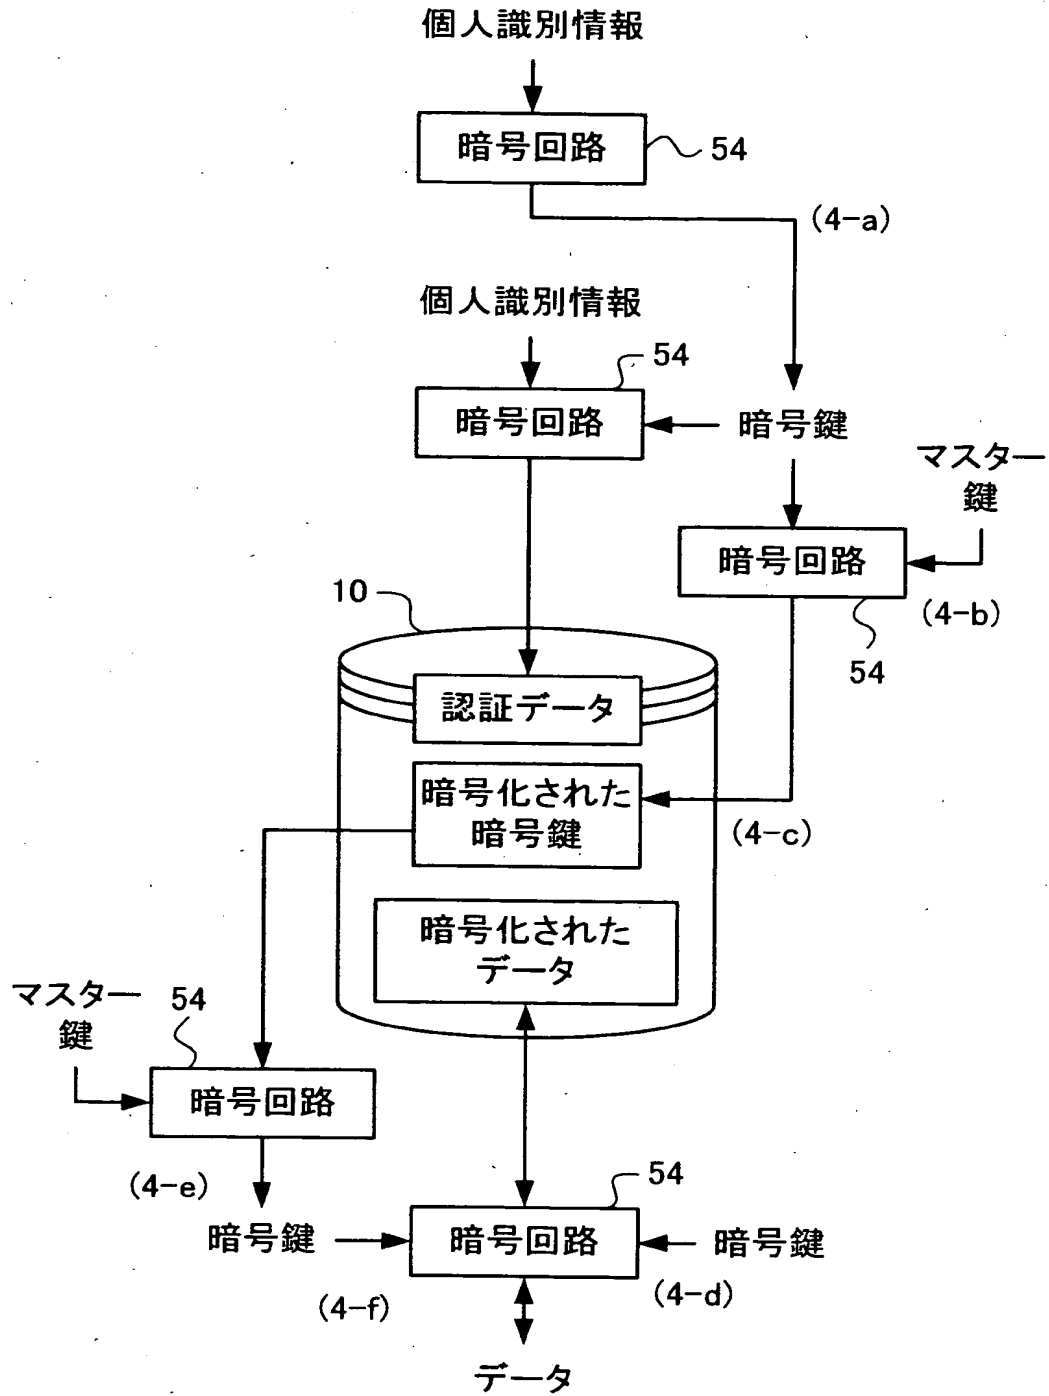 個人識別情報
暗号回路
54
(4-a)
個人識別情報
54
暗号回路
暗号鍵
マスター
鍵
暗号回路
(4-b)
54
10
認証データ
暗号化された
暗号鍵
(4-c)
暗号化された
データ
マスター
鍵
54
暗号回路
(4-e)
54
暗号鍵
暗号回路
暗号鍵
(4-f)
(4-d)
データ